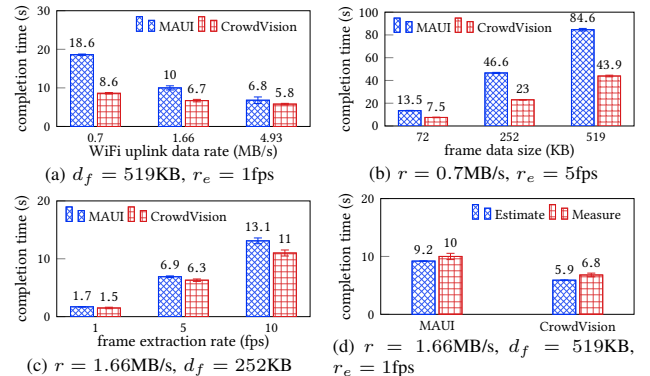 completion time (s)
30
20
10
0
MAUI CrowdVision
18.6
8.6
10
6.7
6.8
5.8
0.7 1.66 4.93
WiFi uplink data rate (MB/s)
(a) d_f = 519KB, r_e = 1fps
completion time (s)
100
80
60
40
20
0
MAUI CrowdVision
13.5
7.5
46.6
23
84.6
43.9
72 252 519
frame data size (KB)
(b) r = 0.7MB/s, r_e = 5fps
completion time (s)
20
10
0
MAUI CrowdVision
1.7
1.5
6.9
6.3
13.1
11
1 5 10
frame extraction rate (fps)
(c) r = 1.66MB/s, d_f = 252KB
completion time (s)
20
10
0
Estimate Measure
9.2
10
5.9
6.8
MAUI CrowdVision
(d) r = 1.66MB/s, d_f = 519KB,
r_e = 1fps